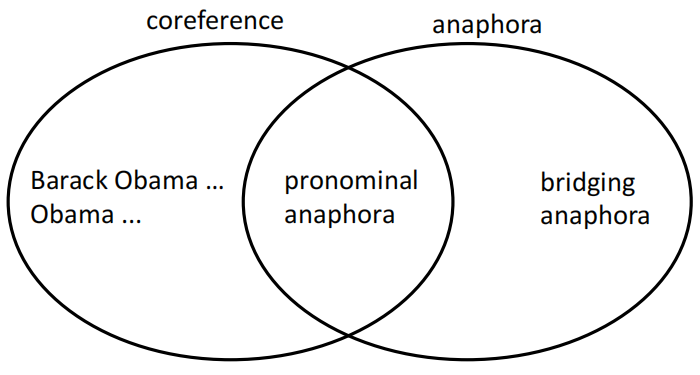 coreference
anaphora
Barack Obama ...
Obama ...
pronominal
anaphora
bridging
anaphora